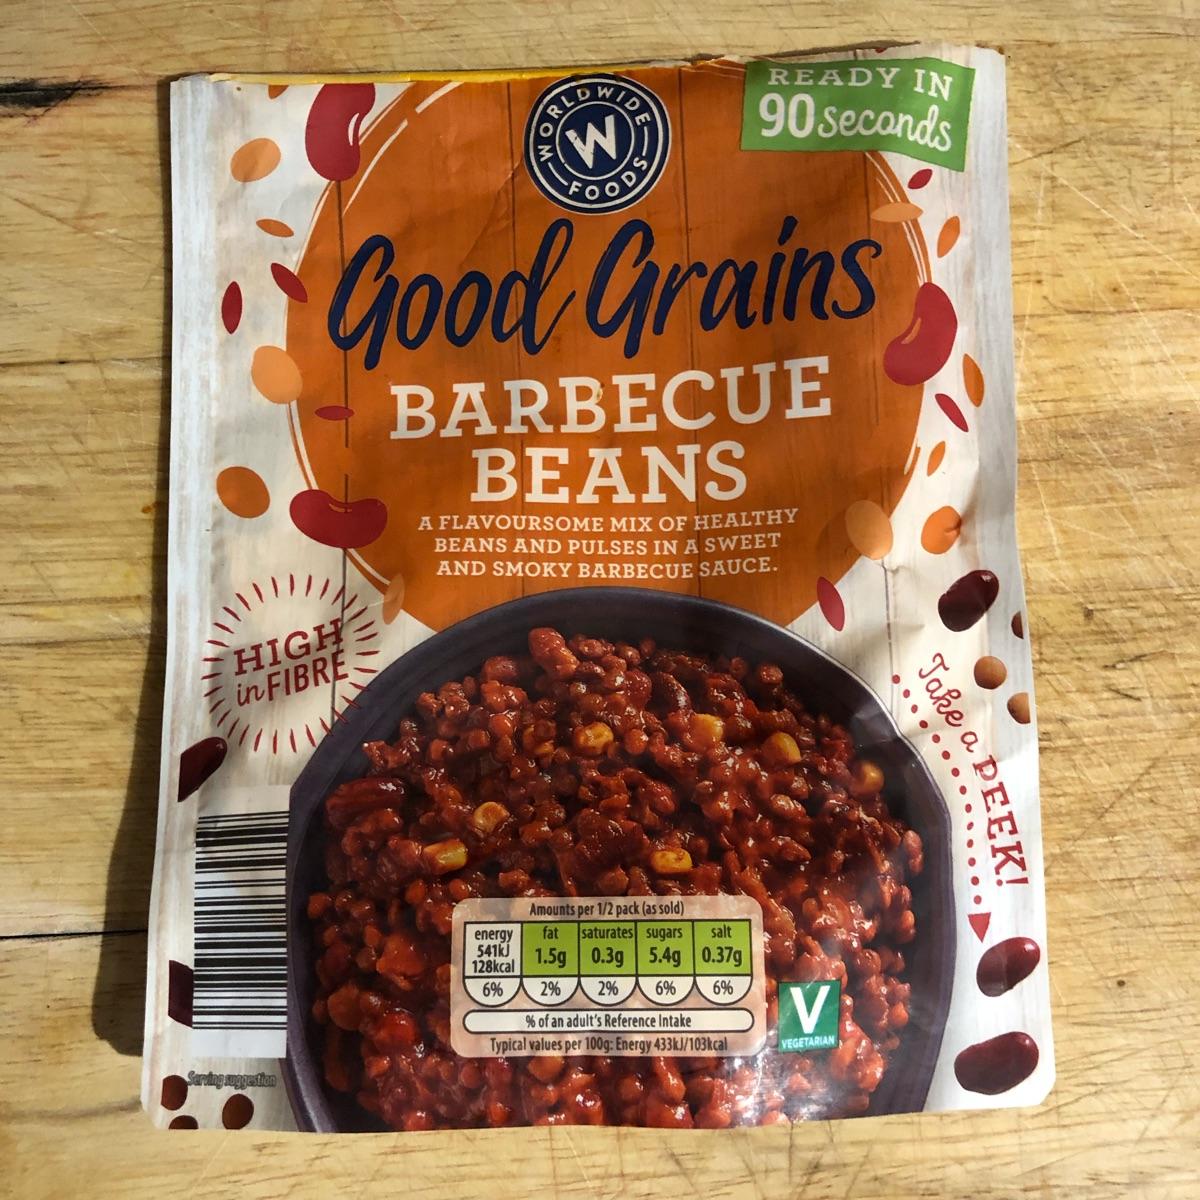 WORLDWIDE
W
FOODS
READY IN
90 seconds
Good Grains
BARBECUE
BEANS
A FLAVOURSOME MIX OF HEALTHY
BEANS AND PULSES IN A SWEET
AND SMOKY BARBECUE SAUCE.
HIGH
in FIBRE
Take a PEEK!
Amounts per 1/2 pack (as sold)
energy fat saturates sugars salt
541kJ 1.5g 0.3g 5.4g 0.37g
128kcal
6% 2% 2% 6% 6%
% of an adult's Reference Intake
Typical values per 100g: Energy 433kJ/103kcal
V
VEGETARIAN
Serving suggestion